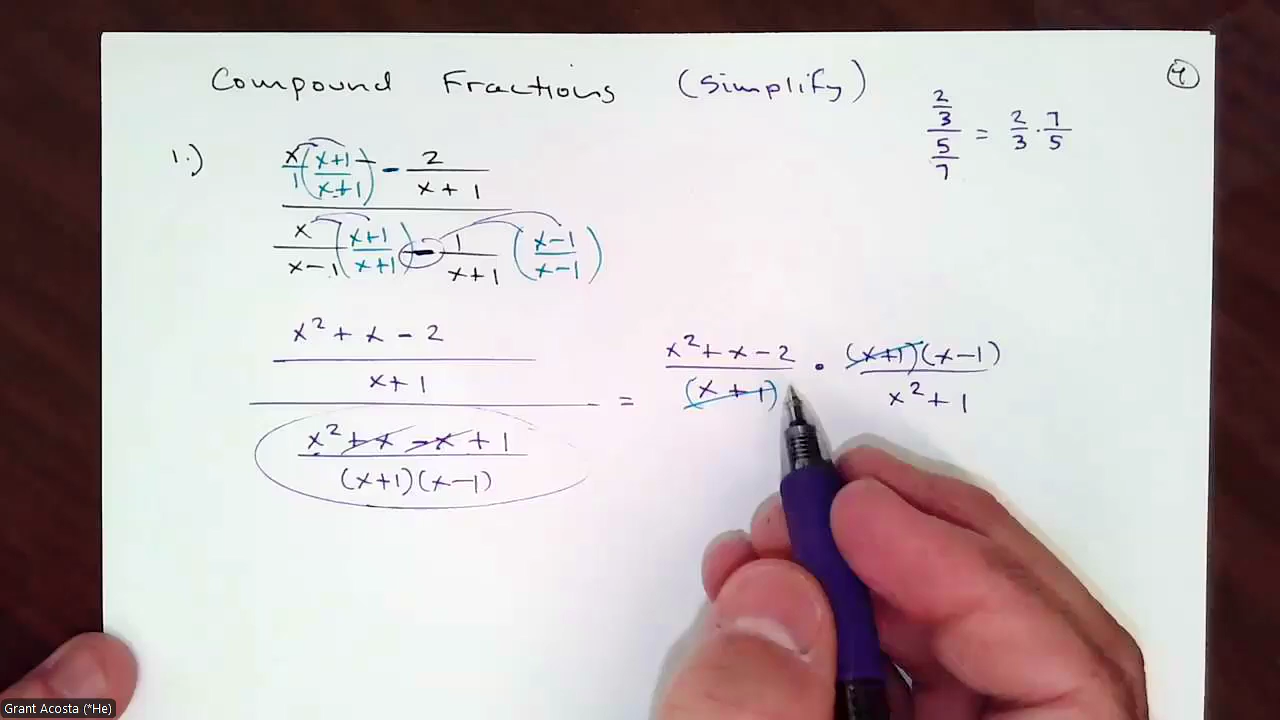 Compound Fractions (Simplify)
4
2/3 / 5/7 = 2/3 · 7/5
1.)
x/1 (x+1/x+1) - 2/x+1
x/x-1 (x+1/x+1) - 1/x+1 (x-1/x-1)
x² + x - 2
x+1
x² + x - x + 1
(x+1)(x-1)
= x² + x - 2 / (x + 1) · (x+1)(x-1) / x² + 1
Grant Acosta (*He)